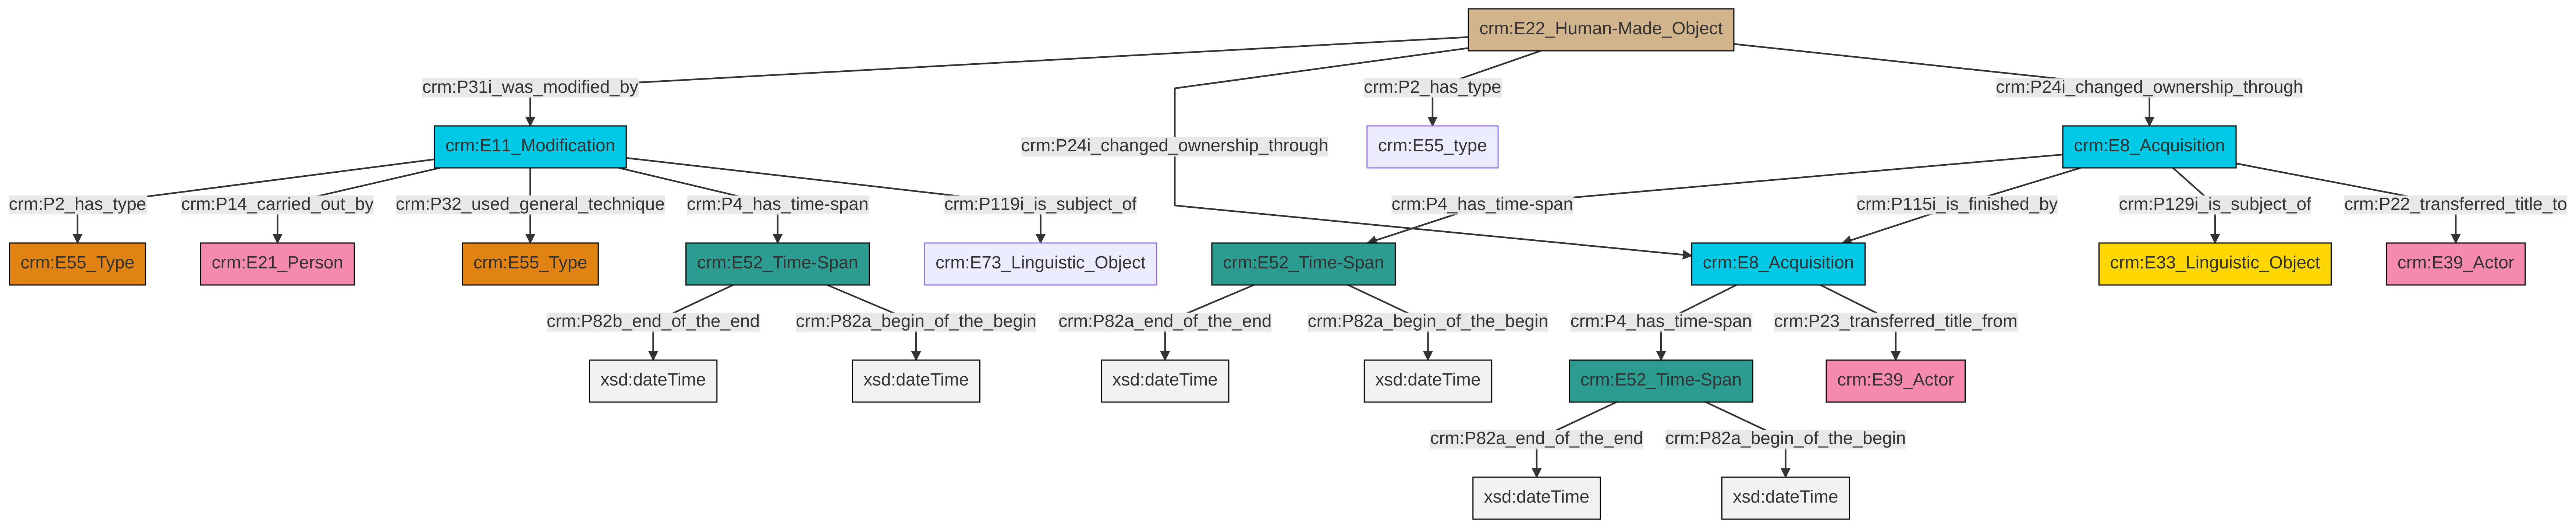 crm:E22_Human-Made_Object
crm:P31i_was_modified_by
crm:P2_has_type
crm:P24i_changed_ownership_through
crm:P24i_changed_ownership_through
crm:E11_Modification
crm:E55_type
crm:E8_Acquisition
crm:P2_has_type
crm:P14_carried_out_by
crm:P32_used_general_technique
crm:P4_has_time-span
crm:P119i_is_subject_of
crm:P4_has_time-span
crm:P115i_is_finished_by
crm:P129i_is_subject_of
crm:P22_transferred_title_to
crm:E55_Type
crm:E21_Person
crm:E55_Type
crm:E52_Time-Span
crm:E73_Linguistic_Object
crm:E52_Time-Span
crm:E8_Acquisition
crm:E33_Linguistic_Object
crm:E39_Actor
crm:P82b_end_of_the_end
crm:P82a_begin_of_the_begin
crm:P82a_end_of_the_end
crm:P82a_begin_of_the_begin
crm:P4_has_time-span
crm:P23_transferred_title_from
xsd:dateTime
xsd:dateTime
xsd:dateTime
xsd:dateTime
crm:E52_Time-Span
crm:E39_Actor
crm:P82a_end_of_the_end
crm:P82a_begin_of_the_begin
xsd:dateTime
xsd:dateTime